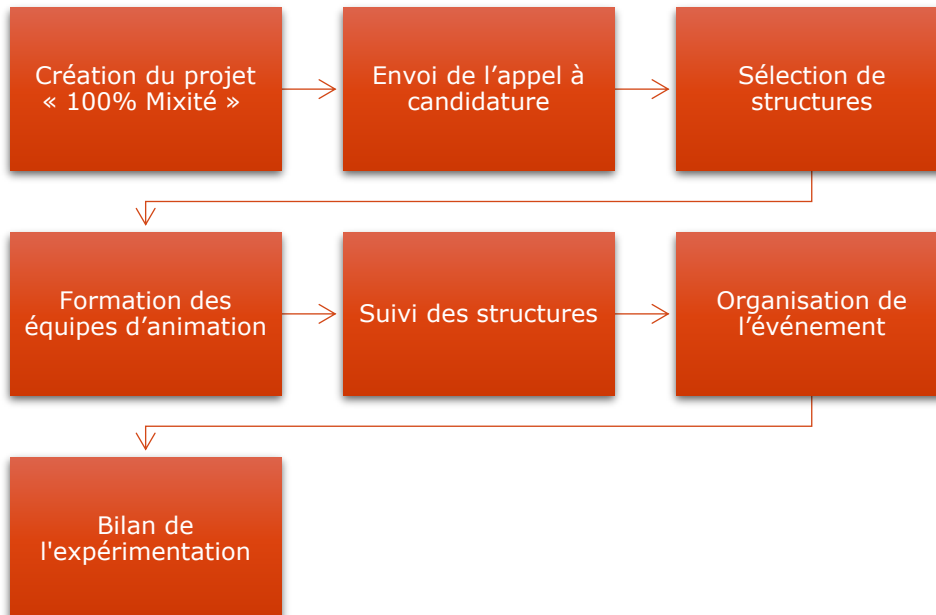 Création du projet
« 100% Mixité »
Envoi de l’appel à
candidature
Sélection de
structures
Formation des
équipes d’animation
Suivi des structures
Organisation de
l’événement
Bilan de
l'expérimentation